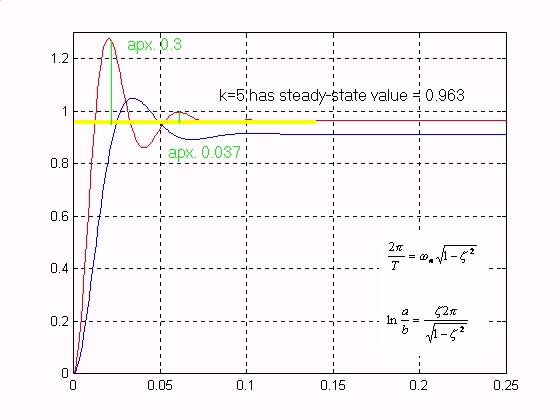 1.2
apx. 0.3
1
k=5 has steady-state value = 0.963
apx. 0.037
0.8
0.6
0.4
2π/T = ωₙ√(1-ζ²)
0.2
ln a/b = ζ2π/√(1-ζ²)
0
0 0.05 0.1 0.15 0.2 0.25